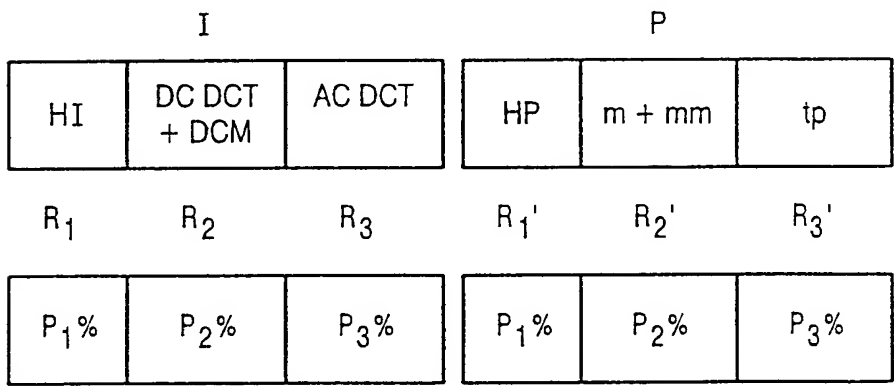 I P
HI DC DCT + DCM AC DCT HP m + mm tp
R₁ R₂ R₃ R₁' R₂' R₃'
P₁% P₂% P₃% P₁% P₂% P₃%